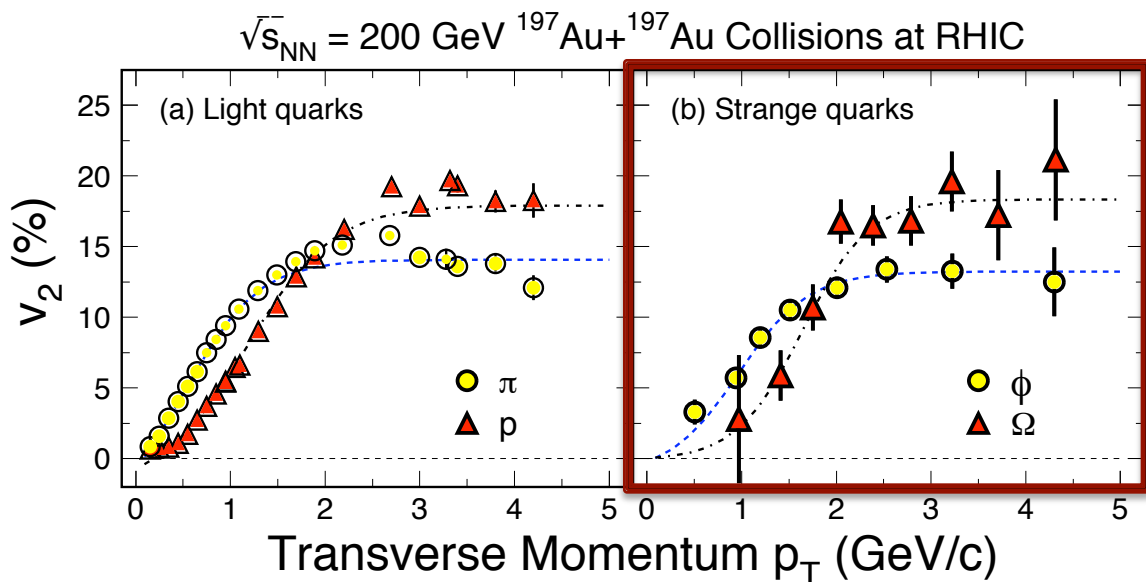 √s̅NN = 200 GeV ¹⁹⁷Au+¹⁹⁷Au Collisions at RHIC
(a) Light quarks
(b) Strange quarks
v₂ (%)
25
20
15
10
5
0
π
p
ϕ
Ω
0 1 2 3 4 5
0 1 2 3 4 5
Transverse Momentum p_T (GeV/c)